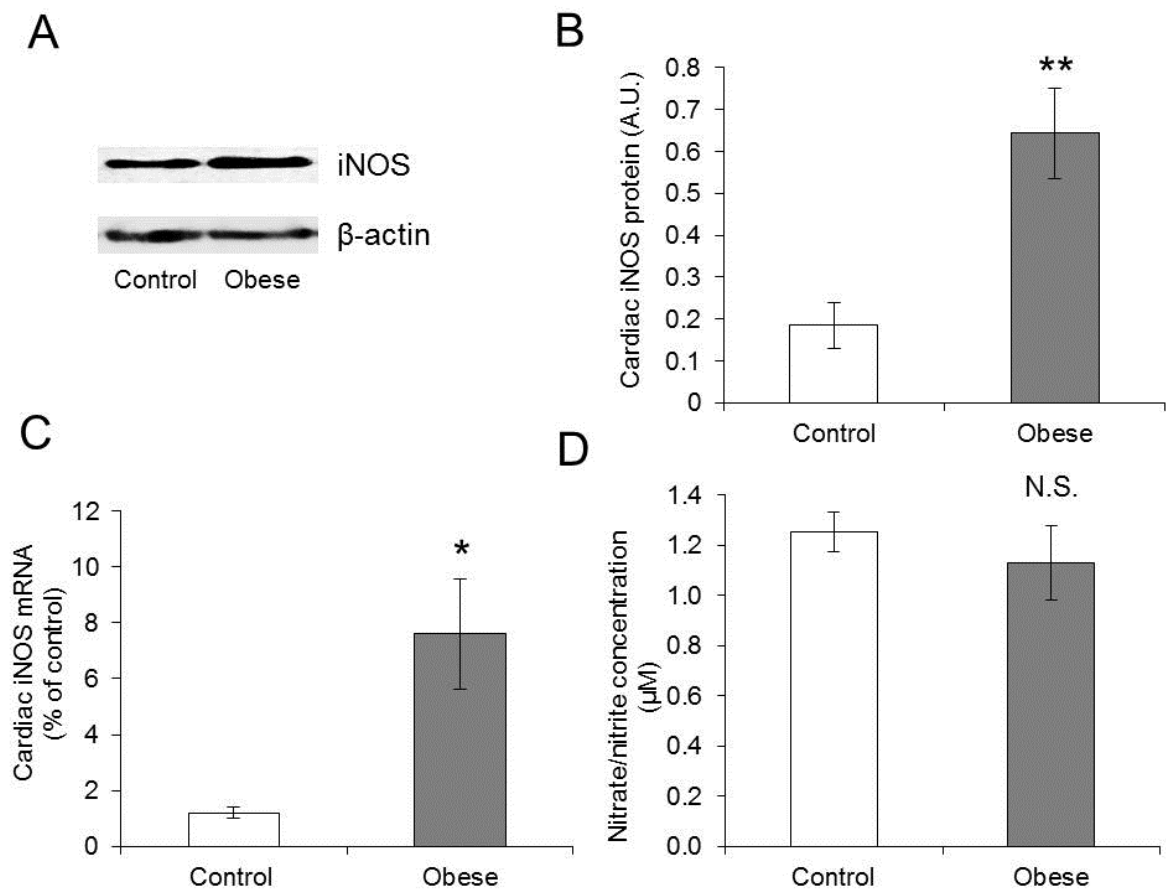 A
iNOS
β-actin
Control Obese
B
Cardiac iNOS protein (A.U.)
0.8
0.7
0.6
0.5
0.4
0.3
0.2
0.1
0
**
Control Obese
C
Cardiac iNOS mRNA
(% of control)
12
10
8
6
4
2
0
*
Control Obese
D
Nitrate/nitrite concentration
(µM)
1.4
1.2
1.0
0.8
0.6
0.4
0.2
0.0
N.S.
Control Obese